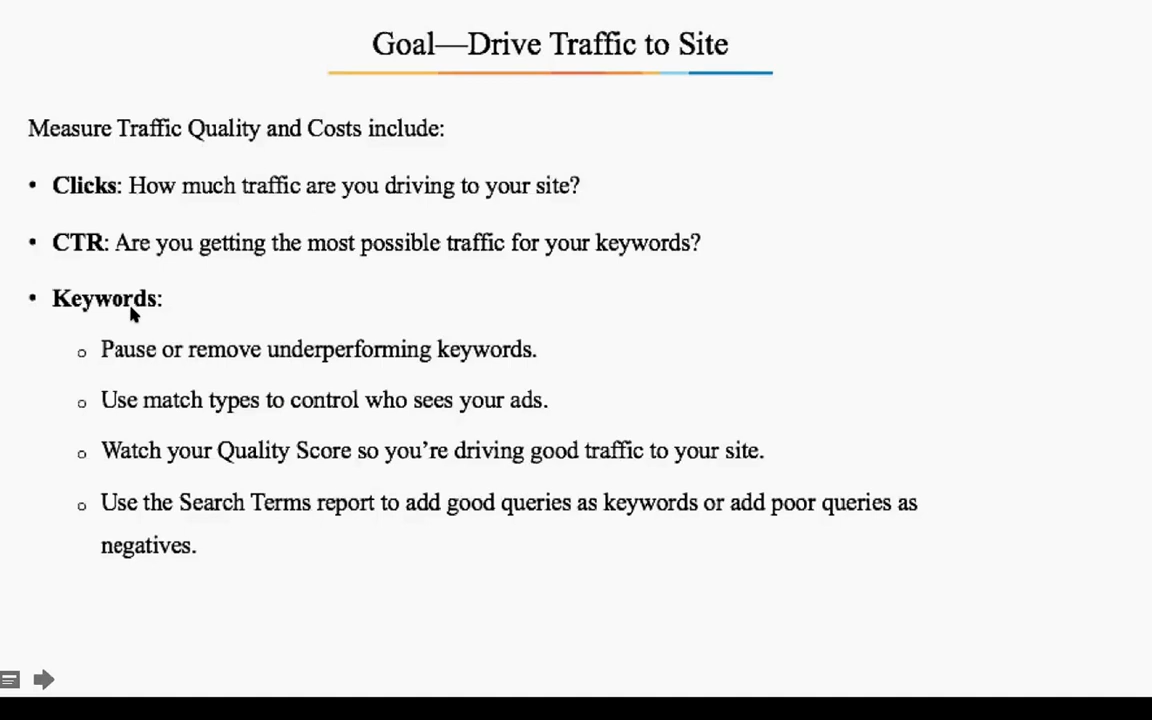 Goal—Drive Traffic to Site
Measure Traffic Quality and Costs include:
• Clicks: How much traffic are you driving to your site?
• CTR: Are you getting the most possible traffic for your keywords?
• Keywords:
o Pause or remove underperforming keywords.
o Use match types to control who sees your ads.
o Watch your Quality Score so you’re driving good traffic to your site.
o Use the Search Terms report to add good queries as keywords or add poor queries as
negatives.